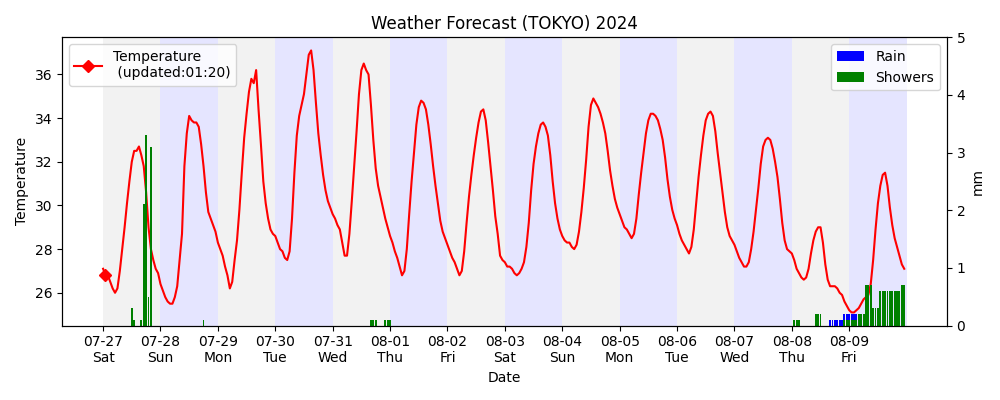 Weather Forecast (TOKYO) 2024
Temperature
(updated:01:20)
Rain
Showers
Temperature
36
34
32
30
28
26
5
4
3
2
1
0
mm
07-27 07-28 07-29 07-30 07-31 08-01 08-02 08-03 08-04 08-05 08-06 08-07 08-08 08-09
Sat Sun Mon Tue Wed Thu Fri Sat Sun Mon Tue Wed Thu Fri
Date